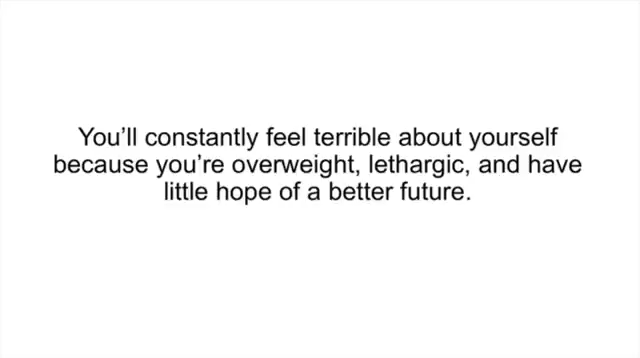 You’ll constantly feel terrible about yourself
because you’re overweight, lethargic, and have
little hope of a better future.